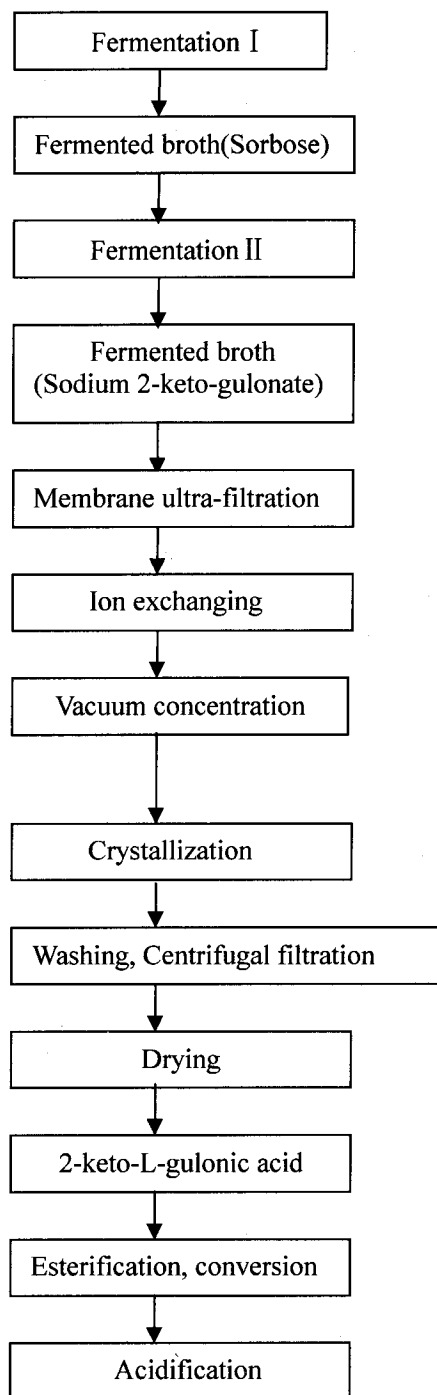 Fermentation Ⅰ
Fermented broth(Sorbose)
Fermentation Ⅱ
Fermented broth
(Sodium 2-keto-gulonate)
Membrane ultra-filtration
Ion exchanging
Vacuum concentration
Crystallization
Washing, Centrifugal filtration
Drying
2-keto-L-gulonic acid
Esterification, conversion
Acidification